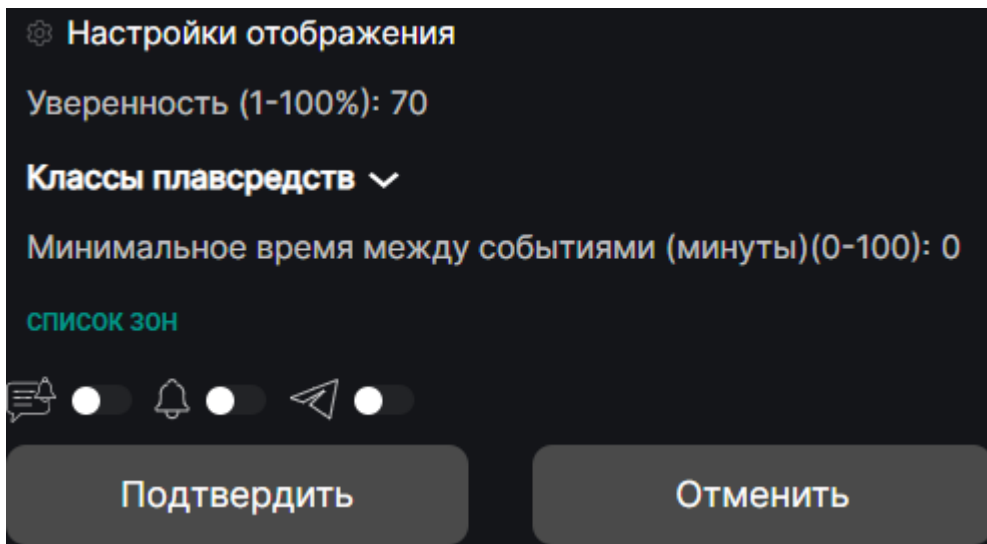 Настройки отображения
Уверенность (1-100%): 70
Классы плавсредств
Минимальное время между событиями (минуты)(0-100): 0
СПИСОК ЗОН
Подтвердить Отменить